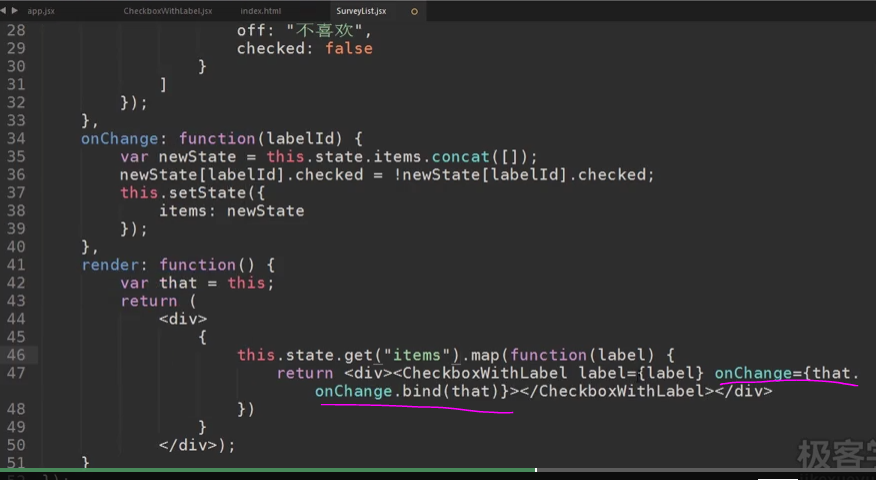 app.jsx CheckboxWithLabel.jsx index.html SurveyList.jsx
28 off: "不喜欢",
29 checked: false
30 }
31 ]
32 });
33 },
34 onChange: function(labelId) {
35 var newState = this.state.items.concat([]);
36 newState[labelId].checked = !newState[labelId].checked;
37 this.setState({
38 items: newState
39 });
40 },
41 render: function() {
42 var that = this;
43 return (
44 <div>
45 {
46 this.state.get("items").map(function(label) {
47 return <div><CheckboxWithLabel label={label} onChange={that.
onChange.bind(that)}></CheckboxWithLabel></div>
48 })
49 }
50 </div>);
51 }
极客